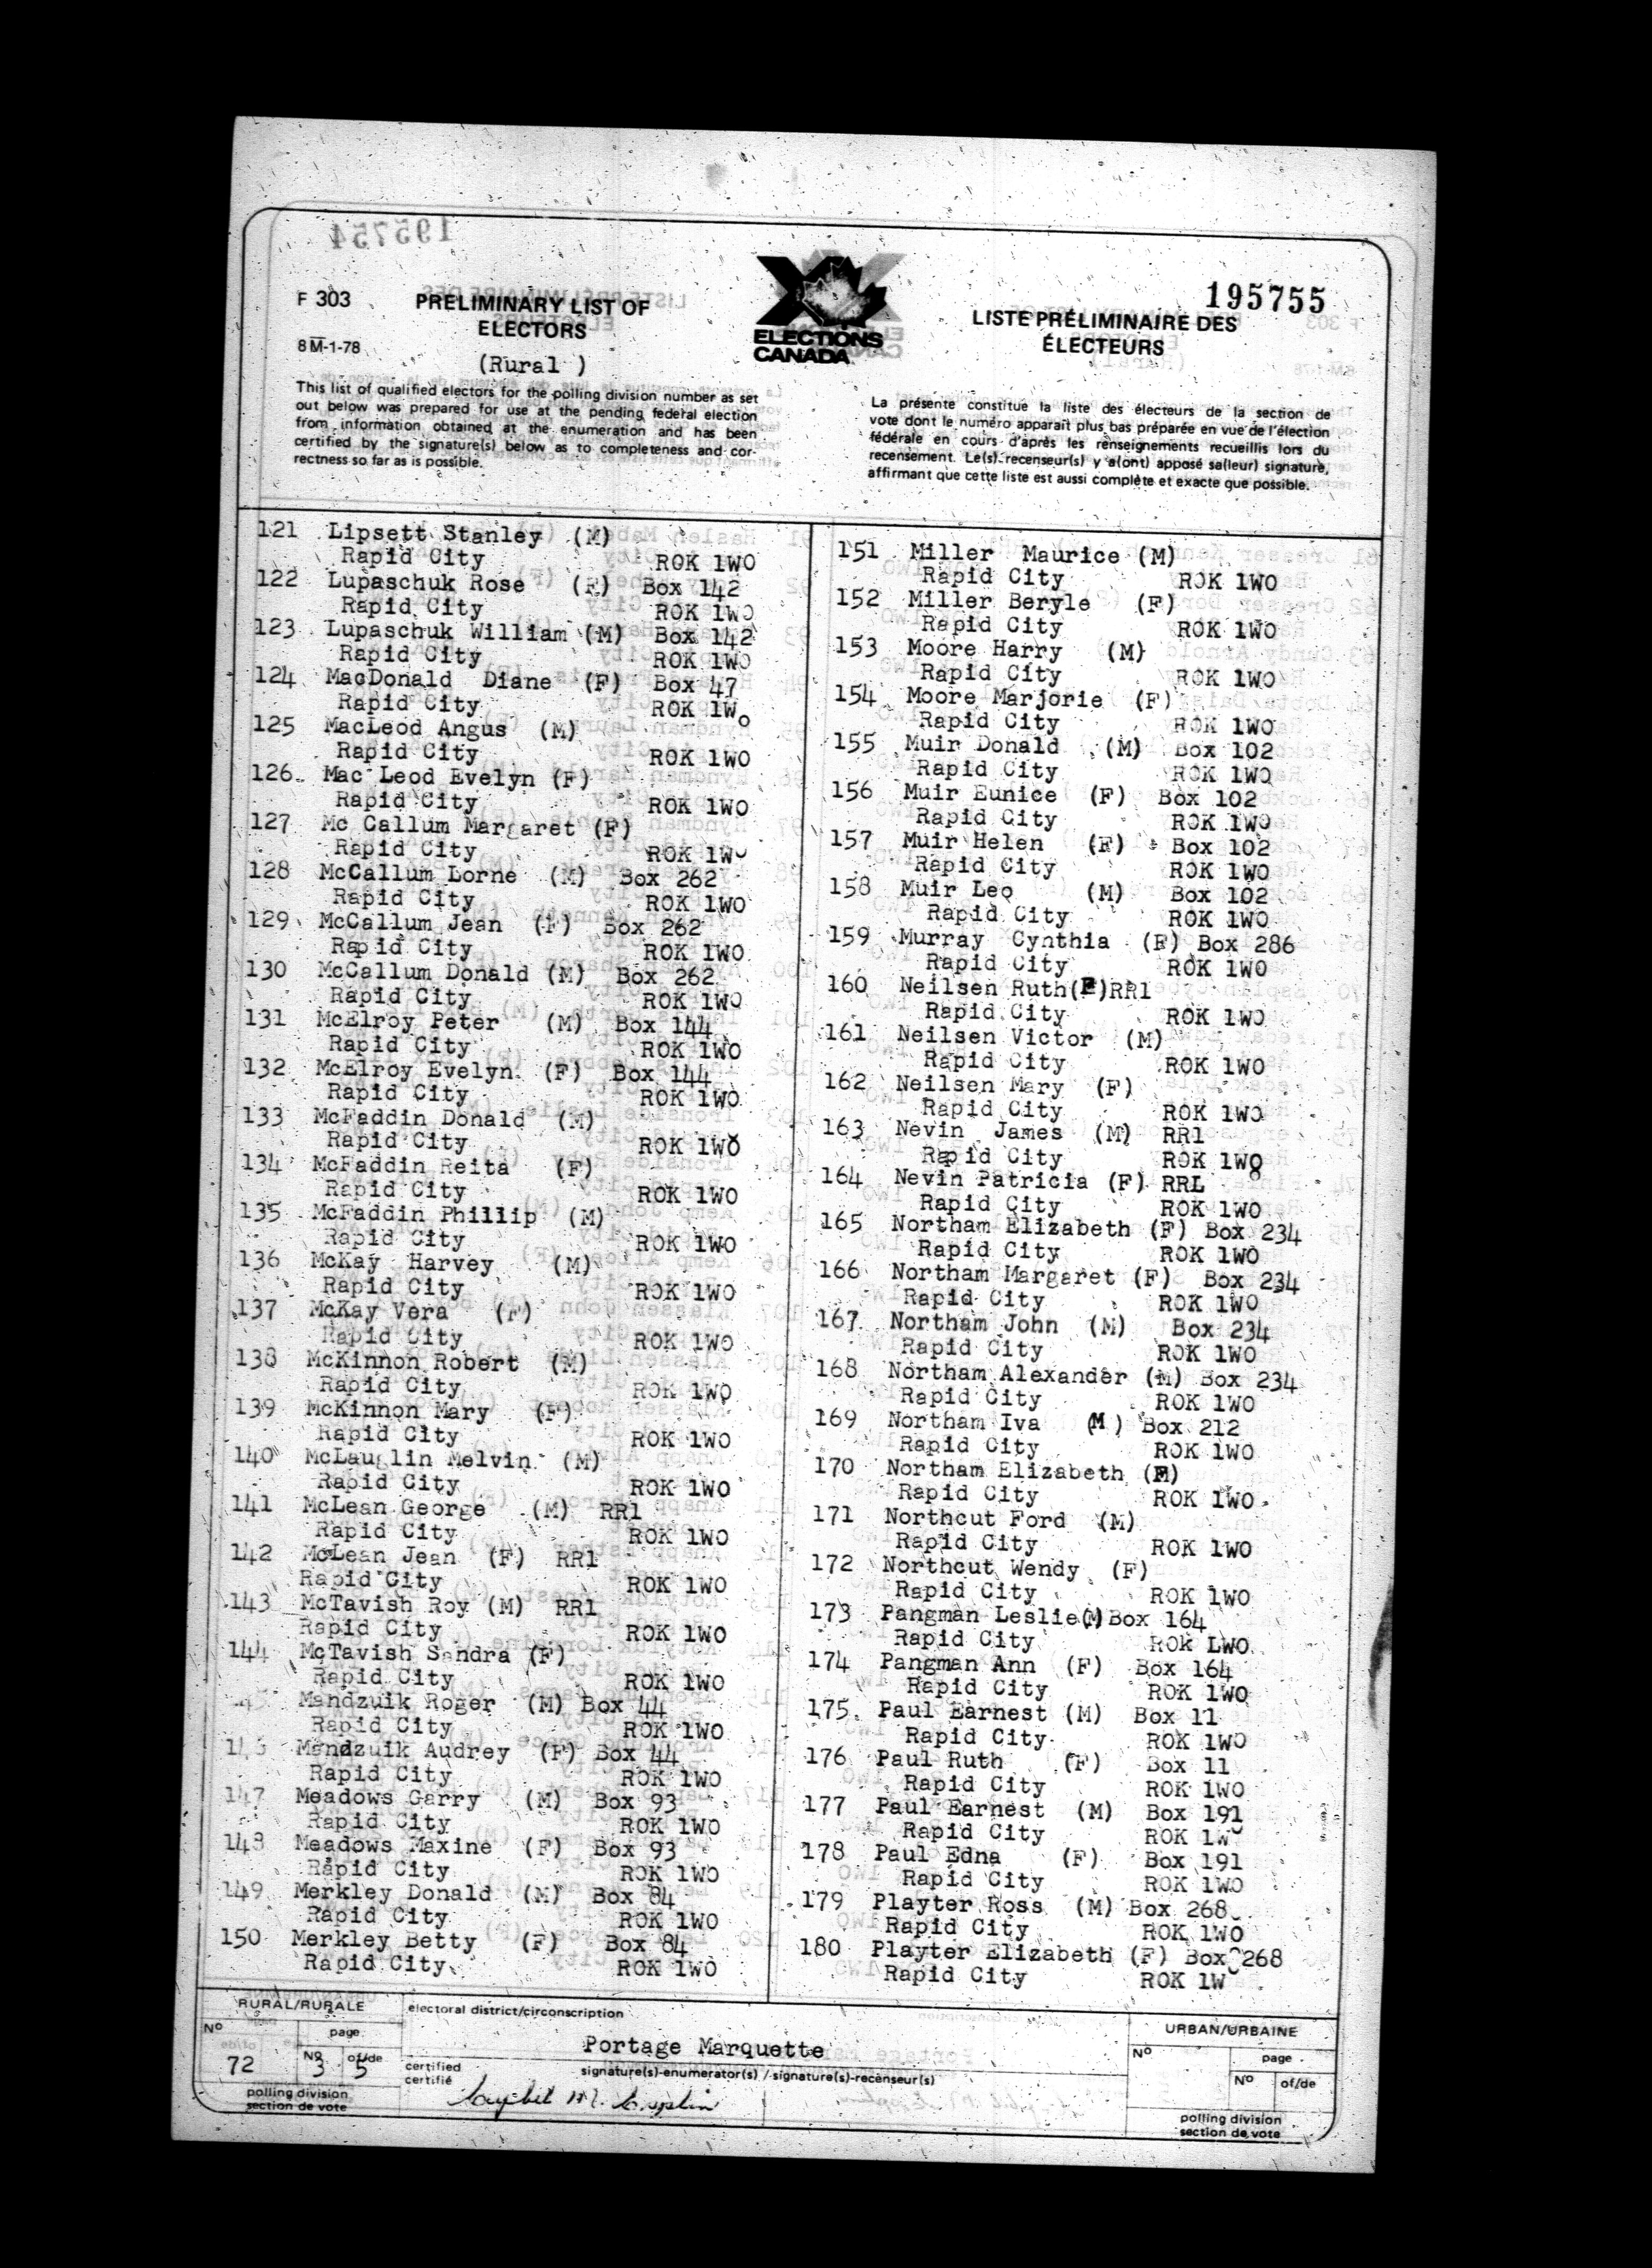 195755
F 303
PRELIMINARY LIST OF
ELECTORS
8 M-1-78
(Rural )
This list of qualified electors for the polling division number as set
out below was prepared for use at the pending federal election
from information obtained at the enumeration and has been
certified by the signature(s) below as to completeness and cor-
rectness so far as is possible.
ELECTIONS
CANADA
LISTE PRÉLIMINAIRE DES
ÉLECTEURS
La présente constitue la liste des électeurs de la section de
vote dont le numéro apparaît plus bas préparée en vue de l'élection
fédérale en cours d'après les renseignements recueillis lors du
recensement. Le(s) recenseur(s) y a(ont) apposé sa(leur) signature,
affirmant que cette liste est aussi complète et exacte que possible.
121 Lipsett Stanley (M)
Rapid City ROK 1WO
122 Lupaschuk Rose (F) Box 142
Rapid City ROK 1WO
123 Lupaschuk William (M) Box 142
Rapid City ROK 1WO
124 MacDonald Diane (F) Box 47
Rapid City ROK 1Wo
125 MacLeod Angus (M)
Rapid City ROK 1WO
126 Mac Leod Evelyn (F)
Rapid City ROK 1WO
127 Mc Callum Margaret (F)
Rapid City ROK 1WO
128 McCallum Lorne (M) Box 262
Rapid City ROK 1WO
129 McCallum Jean (F) Box 262
Rapid City ROK 1WO
130 McCallum Donald (M) Box 262
Rapid City ROK 1WO
131 McElroy Peter (M) Box 144
Rapid City ROK 1WO
132 McElroy Evelyn (F) Box 144
Rapid City ROK 1WO
133 McFaddin Donald (M)
Rapid City ROK 1WO
134 McFaddin Reita (F)
Rapid City ROK 1WO
135 McFaddin Phillip (M)
Rapid City ROK 1WO
136 McKay Harvey (M)
Rapid City ROK 1WO
137 McKay Vera (F)
Rapid City ROK 1WO
138 McKinnon Robert (M)
Rapid City ROK 1WO
139 McKinnon Mary (F)
Rapid City ROK 1WO
140 McLauglin Melvin (M)
Rapid City ROK 1WO
141 McLean George (M) RR1
Rapid City ROK 1WO
142 McLean Jean (F) RR1
Rapid City ROK 1WO
143 McTavish Roy (M) RR1
Rapid City ROK 1WO
144 McTavish Sandra (F)
Rapid City ROK 1WO
Mandzuik Roger (M) Box 44
Rapid City ROK 1WO
146 Mandzuik Audrey (F) Box 44
Rapid City ROK 1WO
147 Meadows Garry (M) Box 93
Rapid City ROK 1WO
148 Meadows Maxine (F) Box 93
Rapid City ROK 1WO
149 Merkley Donald (M) Box 84
Rapid City ROK 1WO
150 Merkley Betty (F) Box 84
Rapid City ROK 1WO
151 Miller Maurice (M)
Rapid City ROK 1WO
152 Miller Beryle (F)
Rapid City ROK 1WO
153 Moore Harry (M)
Rapid City ROK 1WO
154 Moore Marjorie (F)
Rapid City ROK 1WO
155 Muir Donald (M) Box 102
Rapid City ROK 1WO
156 Muir Eunice (F) Box 102
Rapid City ROK 1WO
157 Muir Helen (F) Box 102
Rapid City ROK 1WO
158 Muir Leo (M) Box 102
Rapid City ROK 1WO
159 Murray Cynthia (F) Box 286
Rapid City ROK 1WO
160 Neilsen Ruth(F)RR1
Rapid City ROK 1WO
161 Neilsen Victor (M)
Rapid City ROK 1WO
162 Neilsen Mary (F)
Rapid City ROK 1WO
163 Nevin James (M) RR1
Rapid City ROK 1WO
164 Nevin Patricia (F) RRL
Rapid City ROK 1WO
165 Northam Elizabeth (F) Box 234
Rapid City ROK 1WO
166 Northam Margaret (F) Box 234
Rapid City ROK 1WO
167 Northam John (M) Box 234
Rapid City ROK 1WO
168 Northam Alexander (M) Box 234
Rapid City ROK 1WO
169 Northam Iva (M ) Box 212
Rapid City ROK 1WO
170 Northam Elizabeth (F)
Rapid City ROK 1WO
171 Northcut Ford (M)
Rapid City ROK 1WO
172 Northcut Wendy (F)
Rapid City ROK 1WO
173 Pangman Leslie(M)Box 164
Rapid City ROK LWO
174 Pangman Ann (F) Box 164
Rapid City ROK 1WO
175 Paul Earnest (M) Box 11
Rapid City ROK 1WO
176 Paul Ruth (F) Box 11
Rapid City ROK 1WO
177 Paul Earnest (M) Box 191
Rapid City ROK 1WO
178 Paul Edna (F) Box 191
Rapid City ROK 1WO
179 Playter Ross (M) Box 268
Rapid City ROK 1WO
180 Playter Elizabeth (F) Box 268
Rapid City ROK 1W
RURAL/RURALE
Nº page
Nº of/de
72 3 5
polling division
section de vote
electoral district/circonscription
Portage Marquette
certified
certifié
signature(s)-enumerator(s) / signature(s)-recenseur(s)
URBAN/URBAINE
Nº page
Nº of/de
polling division
section de vote